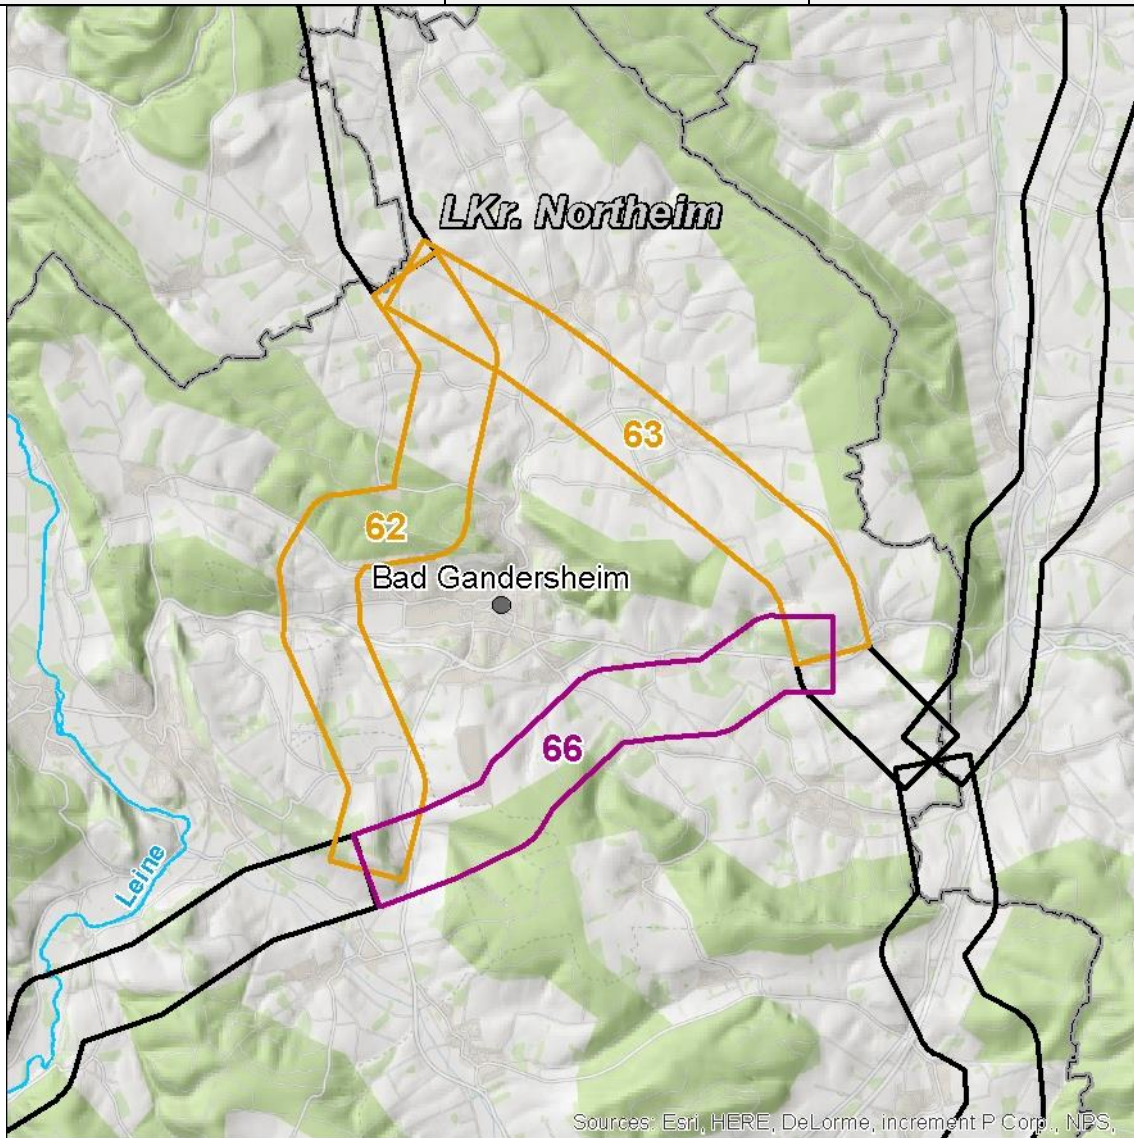 LKr. Northeim
63
62
Bad Gandersheim
66
Leine
Sources: Esri, HERE, DeLorme, increment P Corp., NPS,